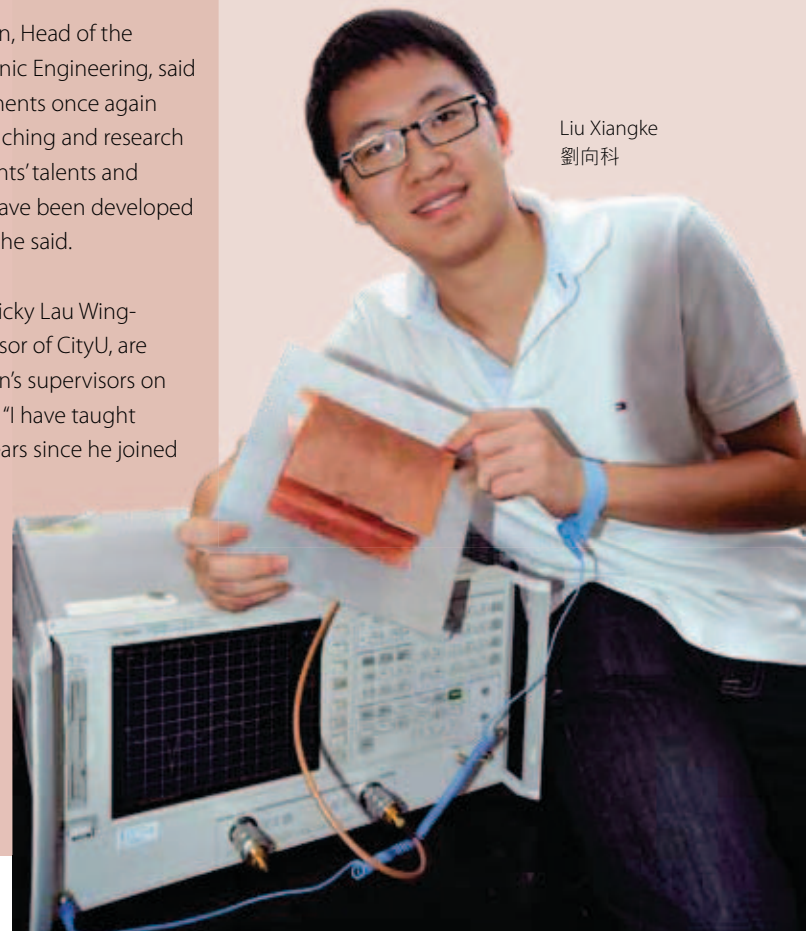 n, Head of the
nic Engineering, said
nents once again
ching and research
nts’ talents and
ave been developed
he said.
icky Lau Wing-
sor of CityU, are
n’s supervisors on
“I have taught
ars since he joined
Liu Xiangke
劉向科